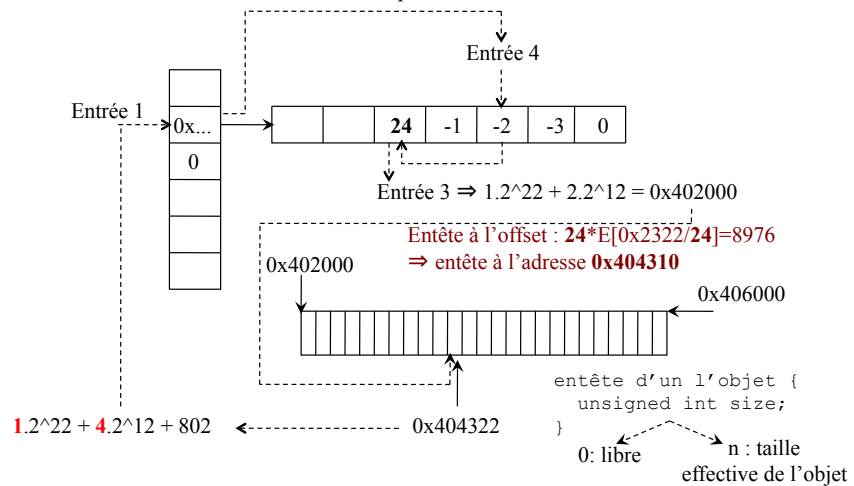 Entrée 4
Entrée 1
0x...
24 -1 -2 -3 0
0
Entrée 3 ⇒ 1.2^22 + 2.2^12 = 0x402000
Entête à l'offset : 24*E[0x2322/24]=8976
⇒ entête à l'adresse 0x404310
0x402000
0x406000
entête d'un l'objet {
unsigned int size;
}
1.2^22 + 4.2^12 + 802
0x404322
0: libre
n : taille
effective de l'objet